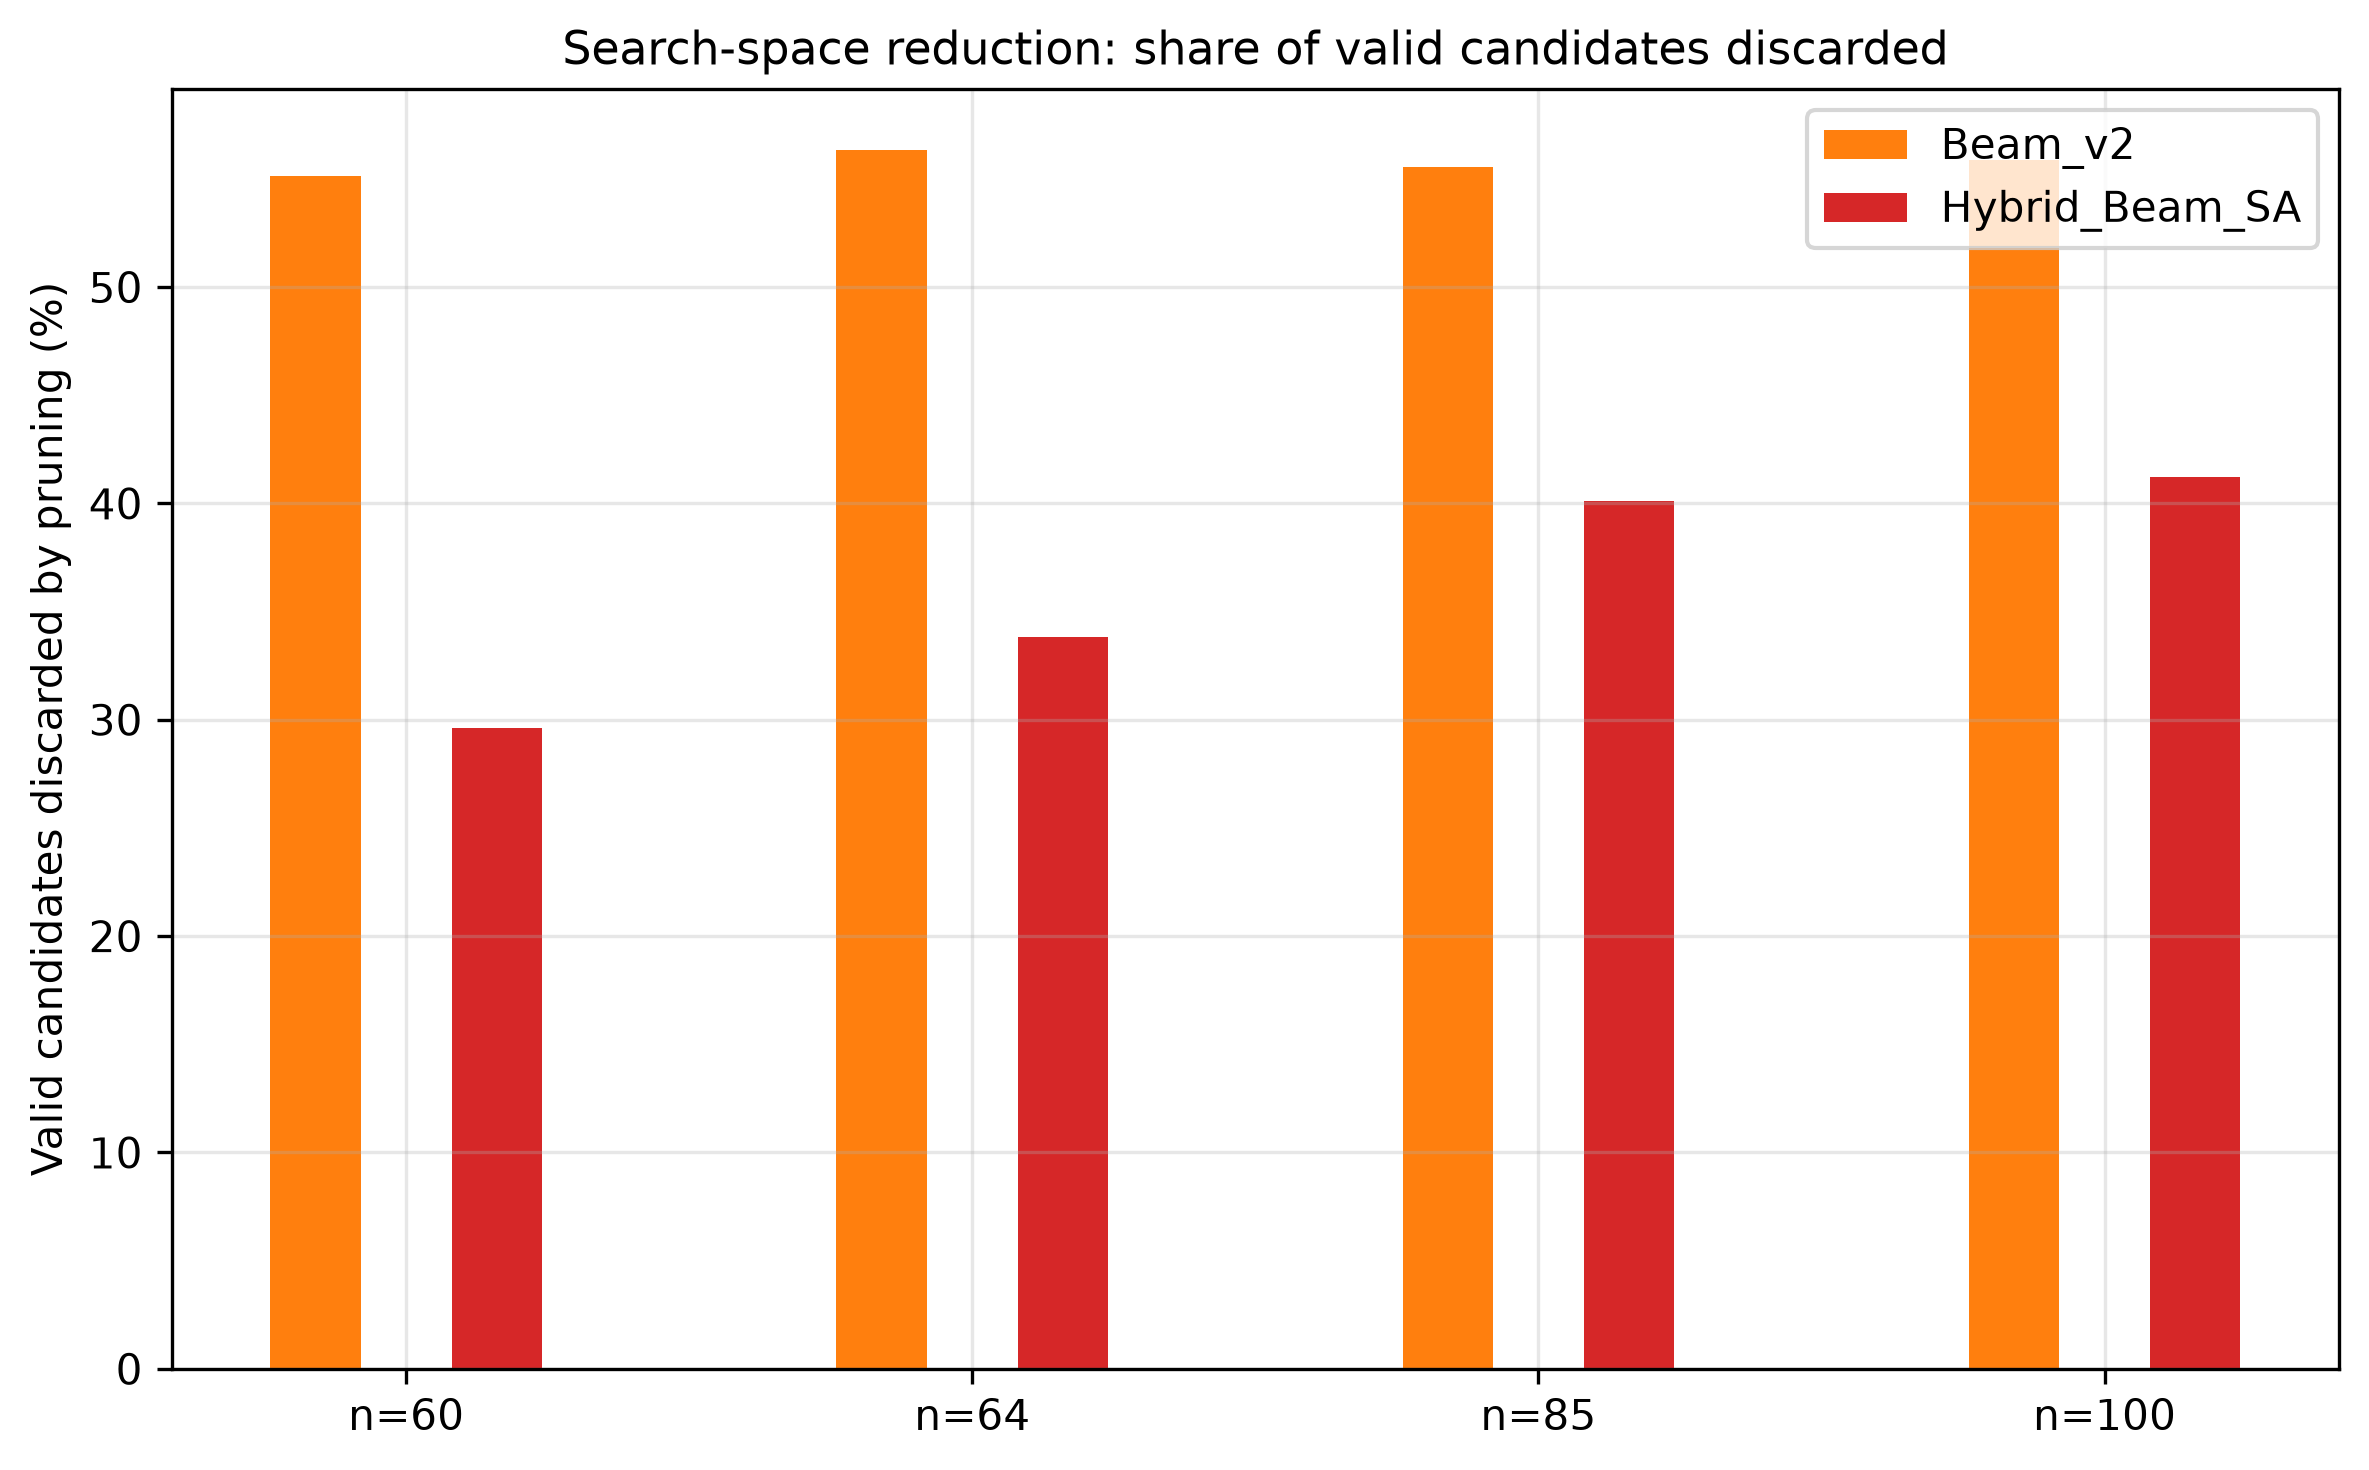 Search-space reduction: share of valid candidates discarded
Beam_v2
Hybrid_Beam_SA
Valid candidates discarded by pruning (%)
50
40
30
20
10
0
n=60
n=64
n=85
n=100